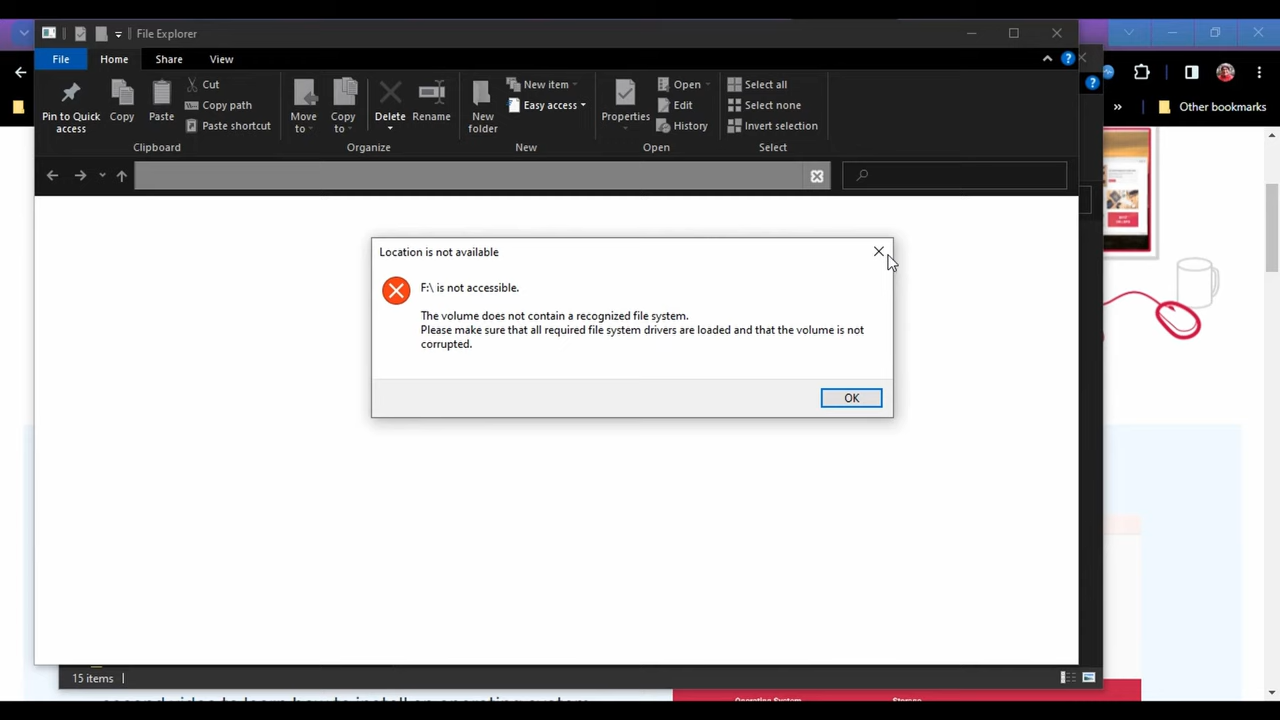 File Explorer
File Home Share View
Pin to Quick access
Copy
Paste
Cut
Copy path
Paste shortcut
Clipboard
Move to
Copy to
Delete
Rename
Organize
New folder
New item
Easy access
New
Properties
Open
Edit
History
Open
Select all
Select none
Invert selection
Select
Other bookmarks
Location is not available
F:\ is not accessible.
The volume does not contain a recognized file system.
Please make sure that all required file system drivers are loaded and that the volume is not
corrupted.
OK
15 items
Operating System
Storage